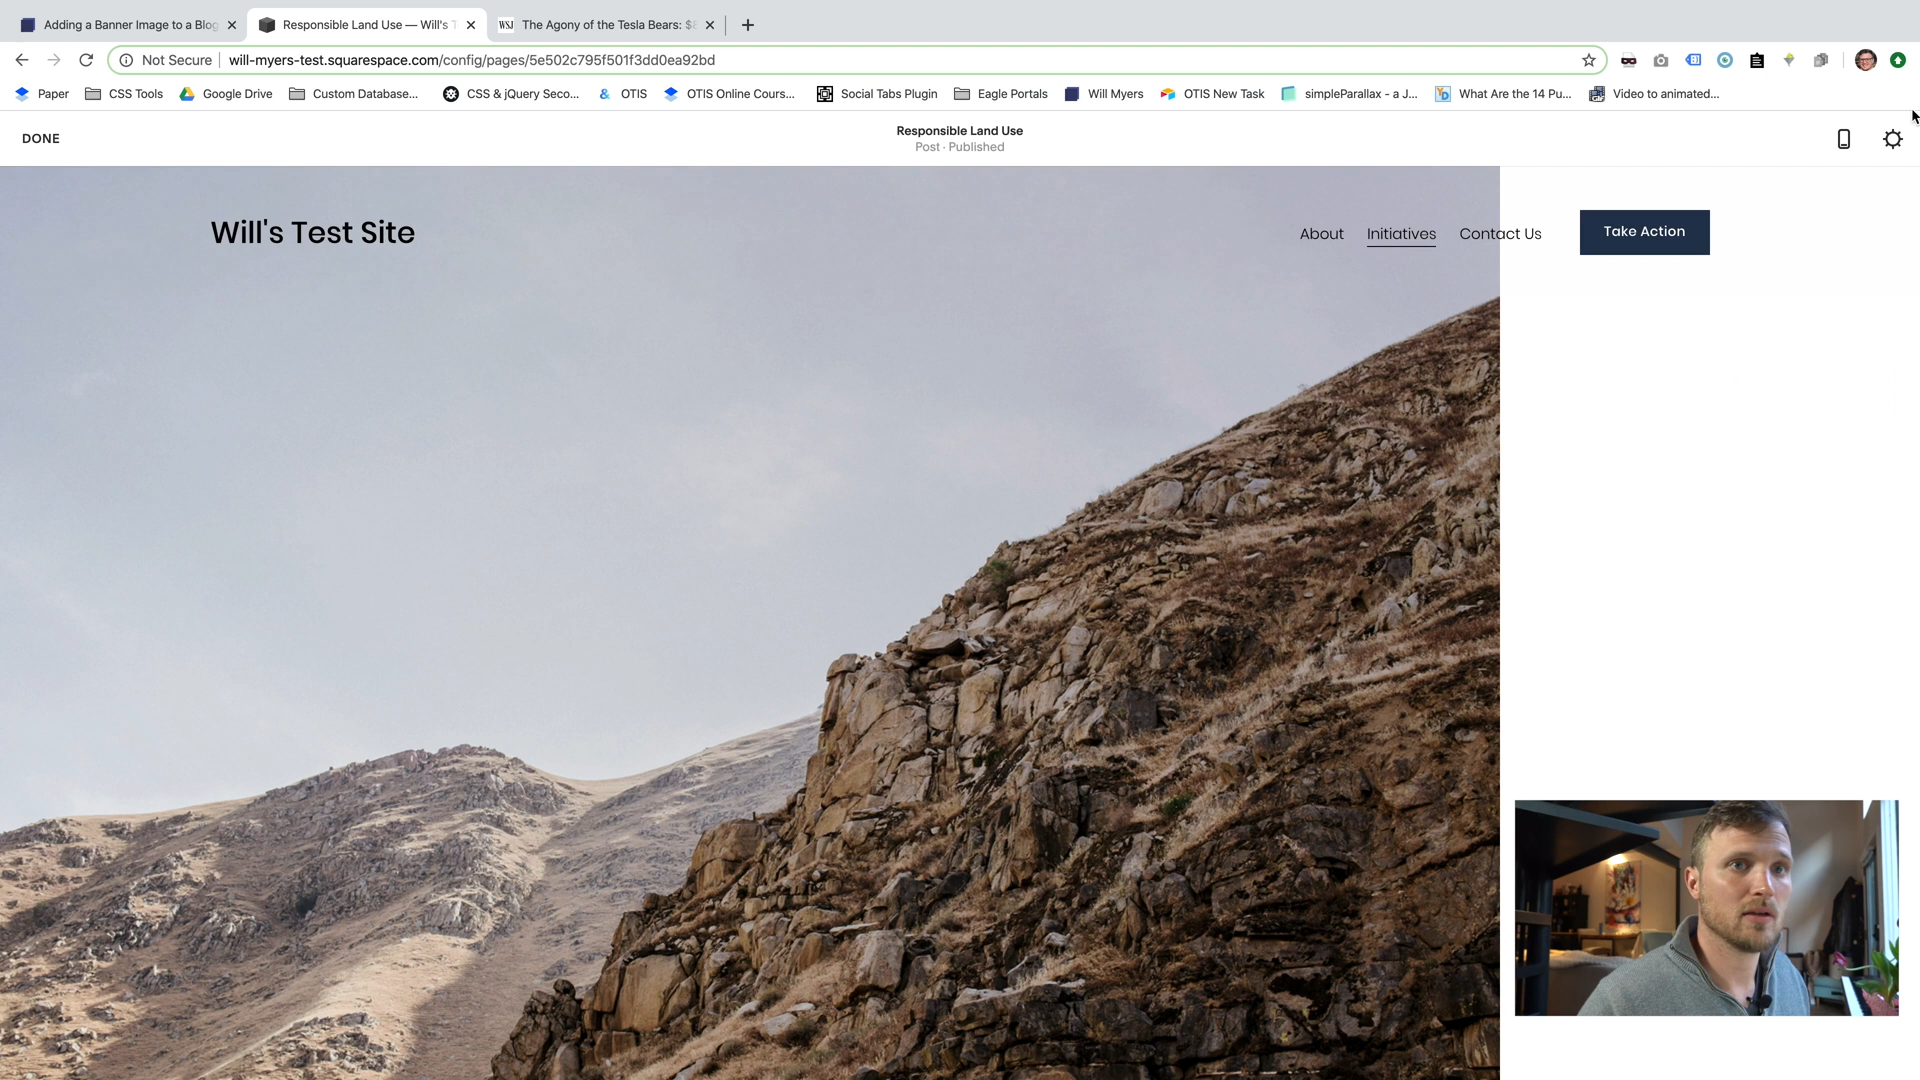 Adding a Banner Image to a Blog
Responsible Land Use — Will's T
WSJ The Agony of the Tesla Bears: $8
Not Secure will-myers-test.squarespace.com/config/pages/5e502c795f501f3dd0ea92bd
Paper CSS Tools Google Drive Custom Database... CSS & jQuery Seco... & OTIS OTIS Online Cours... Social Tabs Plugin Eagle Portals Will Myers OTIS New Task simpleParallax - a J... YD What Are the 14 Pu... Video to animated...
DONE
Responsible Land Use
Post · Published
Will's Test Site
About Initiatives Contact Us Take Action